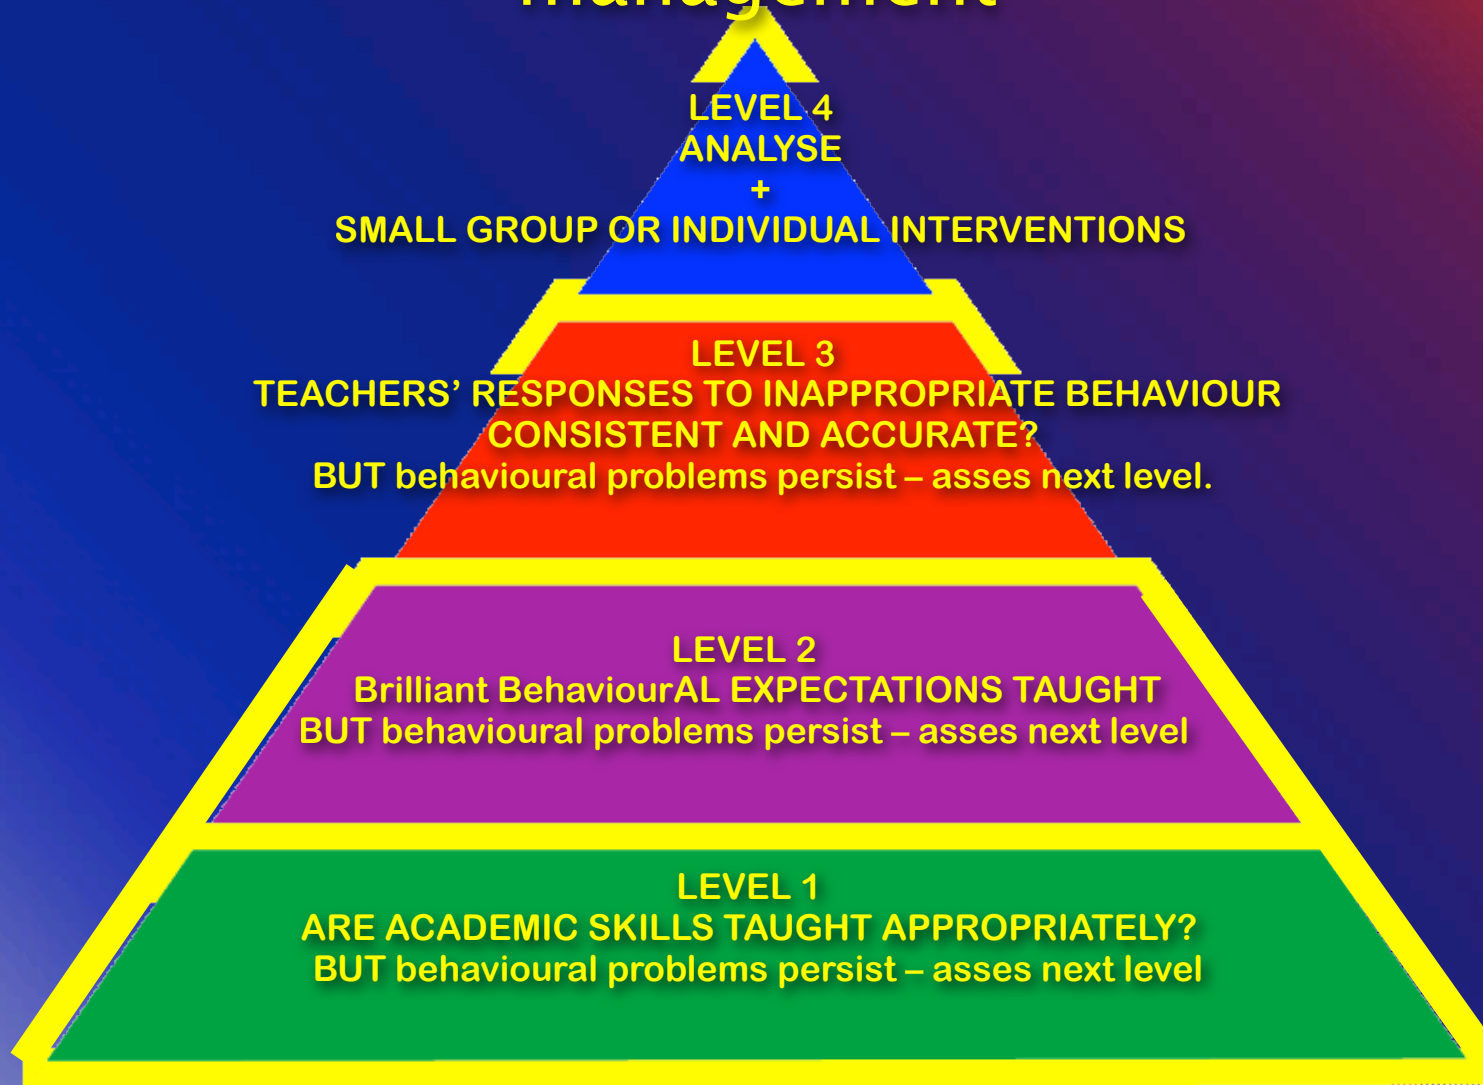 management
LEVEL 4
ANALYSE
+
SMALL GROUP OR INDIVIDUAL INTERVENTIONS
LEVEL 3
TEACHERS’ RESPONSES TO INAPPROPRIATE BEHAVIOUR
CONSISTENT AND ACCURATE?
BUT behavioural problems persist – asses next level.
LEVEL 2
Brilliant BehaviourAL EXPECTATIONS TAUGHT
BUT behavioural problems persist – asses next level
LEVEL 1
ARE ACADEMIC SKILLS TAUGHT APPROPRIATELY?
BUT behavioural problems persist – asses next level